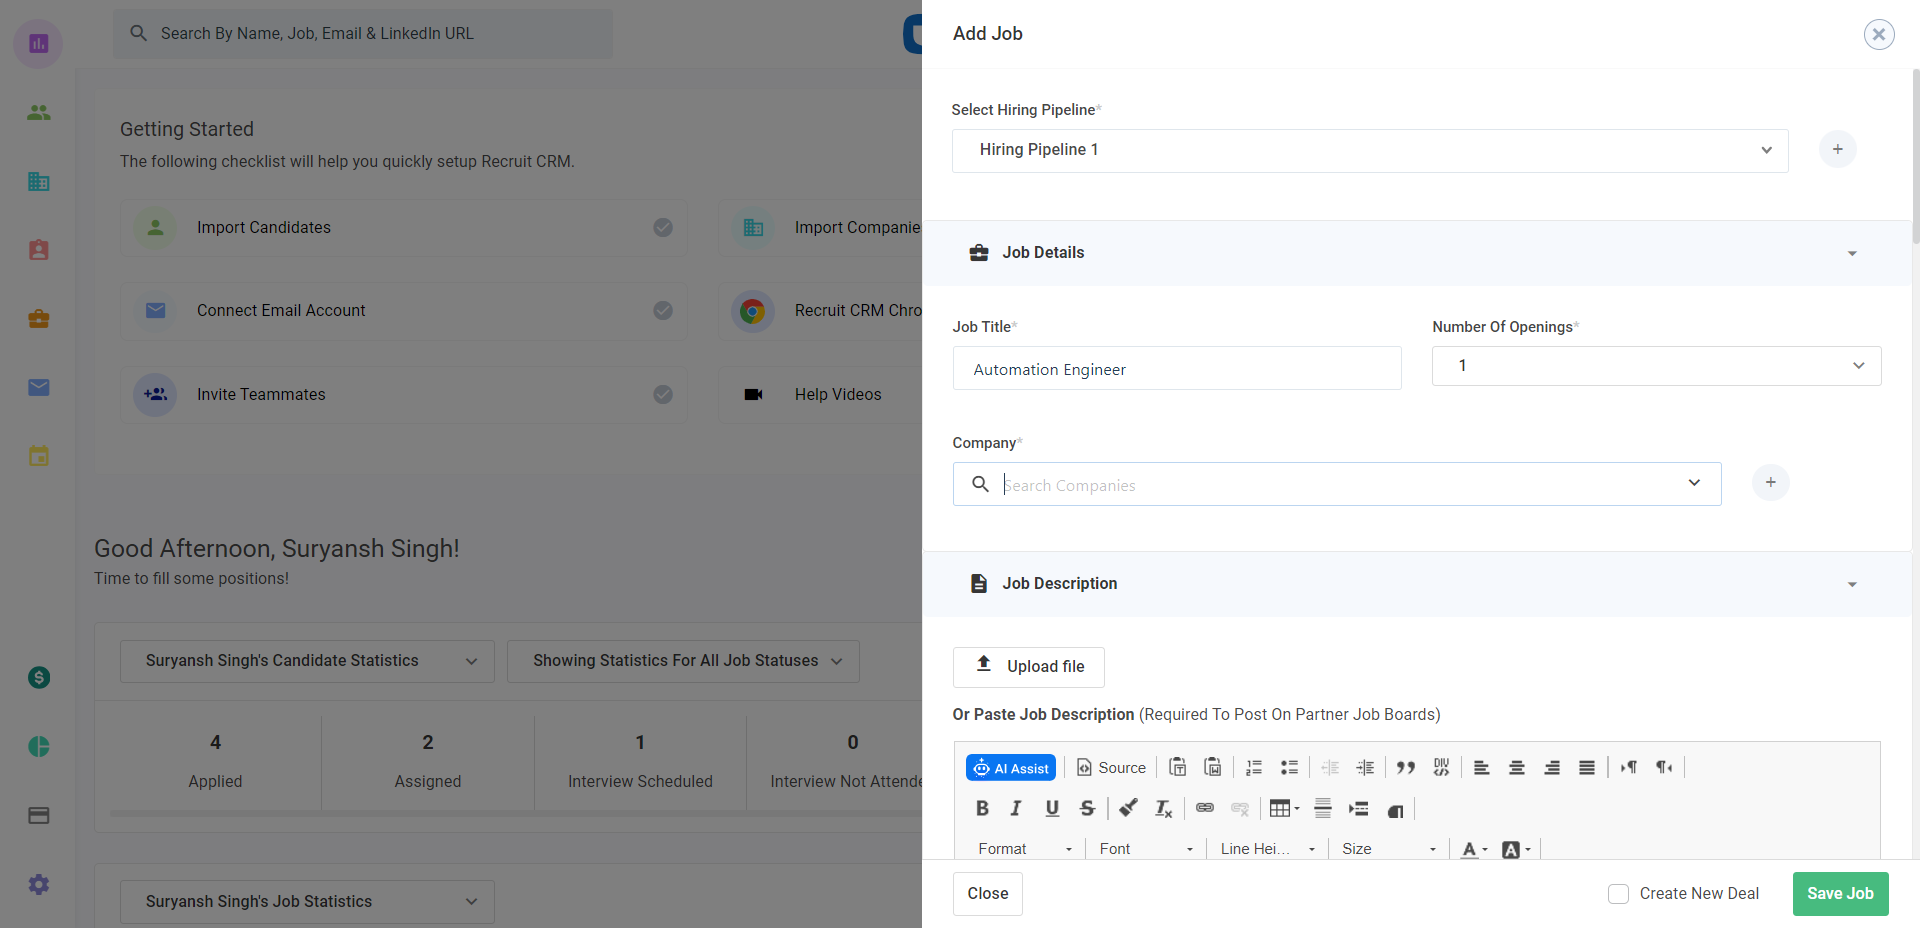 Search By Name, Job, Email & LinkedIn URL
Getting Started
The following checklist will help you quickly setup Recruit CRM.
Import Candidates
Import Companie
Connect Email Account
Recruit CRM Chro
Invite Teammates
Help Videos
Good Afternoon, Suryansh Singh!
Time to fill some positions!
Suryansh Singh's Candidate Statistics
Showing Statistics For All Job Statuses
4
2
1
0
Applied
Assigned
Interview Scheduled
Interview Not Attende
Suryansh Singh's Job Statistics
Add Job
Select Hiring Pipeline*
Hiring Pipeline 1
+
Job Details
Job Title*
Number Of Openings*
Automation Engineer
1
Company*
Search Companies
+
Job Description
Upload file
Or Paste Job Description (Required To Post On Partner Job Boards)
AI Assist
Source
Format
Font
Line Hei...
Size
Close
Create New Deal
Save Job